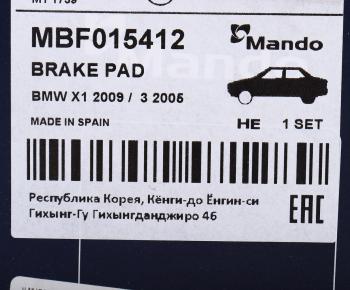 MBF015412
Mando
BRAKE PAD
BMW X1 2009 / 3 2005
MADE IN SPAIN
HE 1 SET
Республика Корея, Кёнги-до Ёнгин-си
Гихынг-Гу Гихынгданджиро 46
EAC